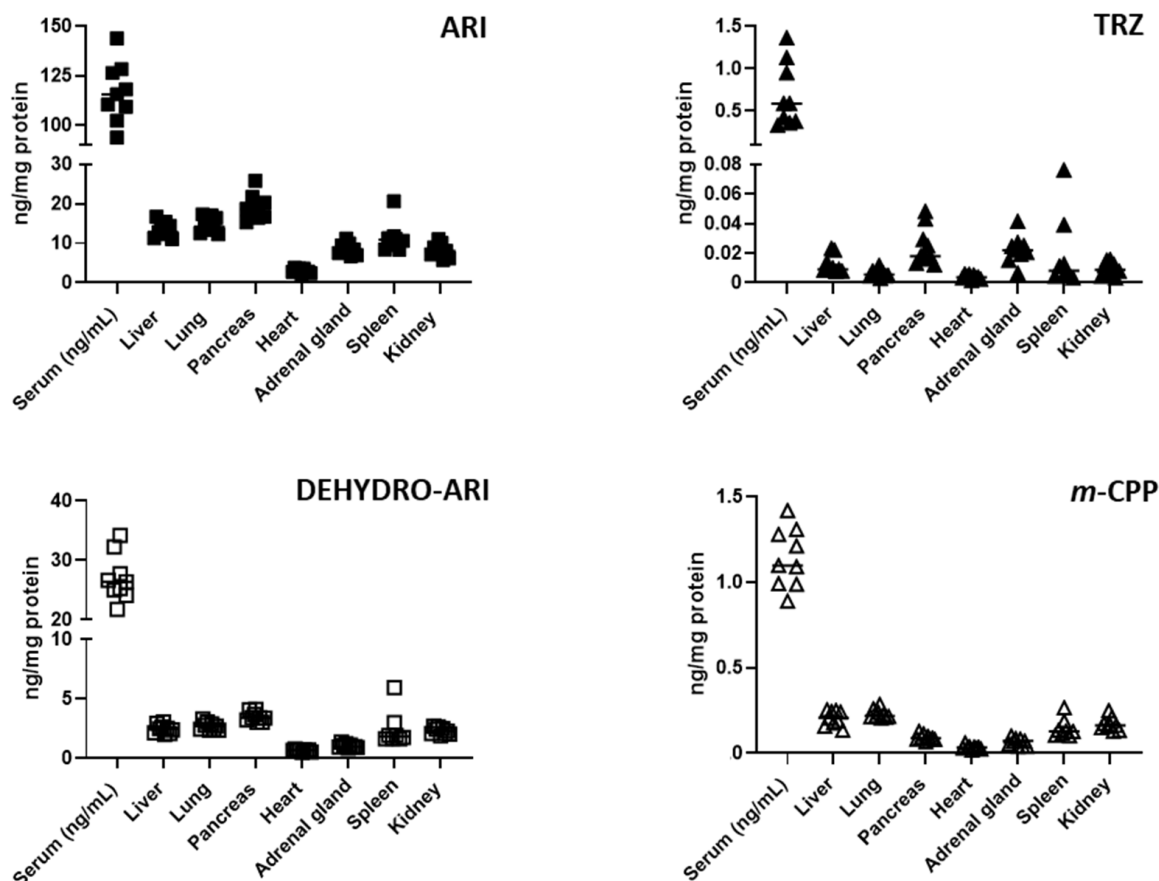 ARI
ng/mg protein
150
125
100
30
20
10
0
Serum (ng/mL)
Liver
Lung
Pancreas
Heart
Adrenal gland
Spleen
Kidney
TRZ
ng/mg protein
1.5
1.0
0.5
0.08
0.06
0.04
0.02
0
Serum (ng/mL)
Liver
Lung
Pancreas
Heart
Adrenal gland
Spleen
Kidney
DEHYDRO-ARI
ng/mg protein
40
30
20
10
5
0
Serum (ng/mL)
Liver
Lung
Pancreas
Heart
Adrenal gland
Spleen
Kidney
m-CPP
ng/mg protein
1.5
1.0
0.5
0
Serum (ng/mL)
Liver
Lung
Pancreas
Heart
Adrenal gland
Spleen
Kidney